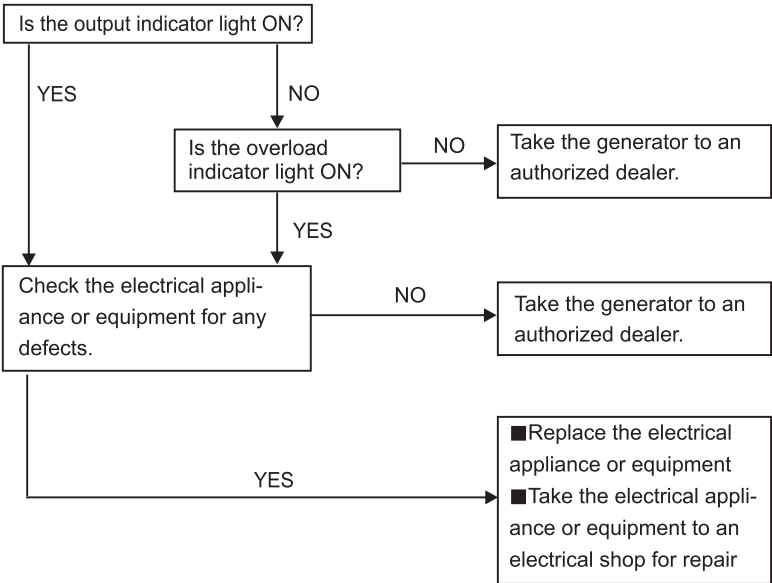 Is the output indicator light ON?
YES
NO
Is the overload
indicator light ON?
NO
Take the generator to an
authorized dealer.
YES
Check the electrical appli-
ance or equipment for any
defects.
NO
Take the generator to an
authorized dealer.
YES
■Replace the electrical
appliance or equipment
■Take the electrical appli-
ance or equipment to an
electrical shop for repair